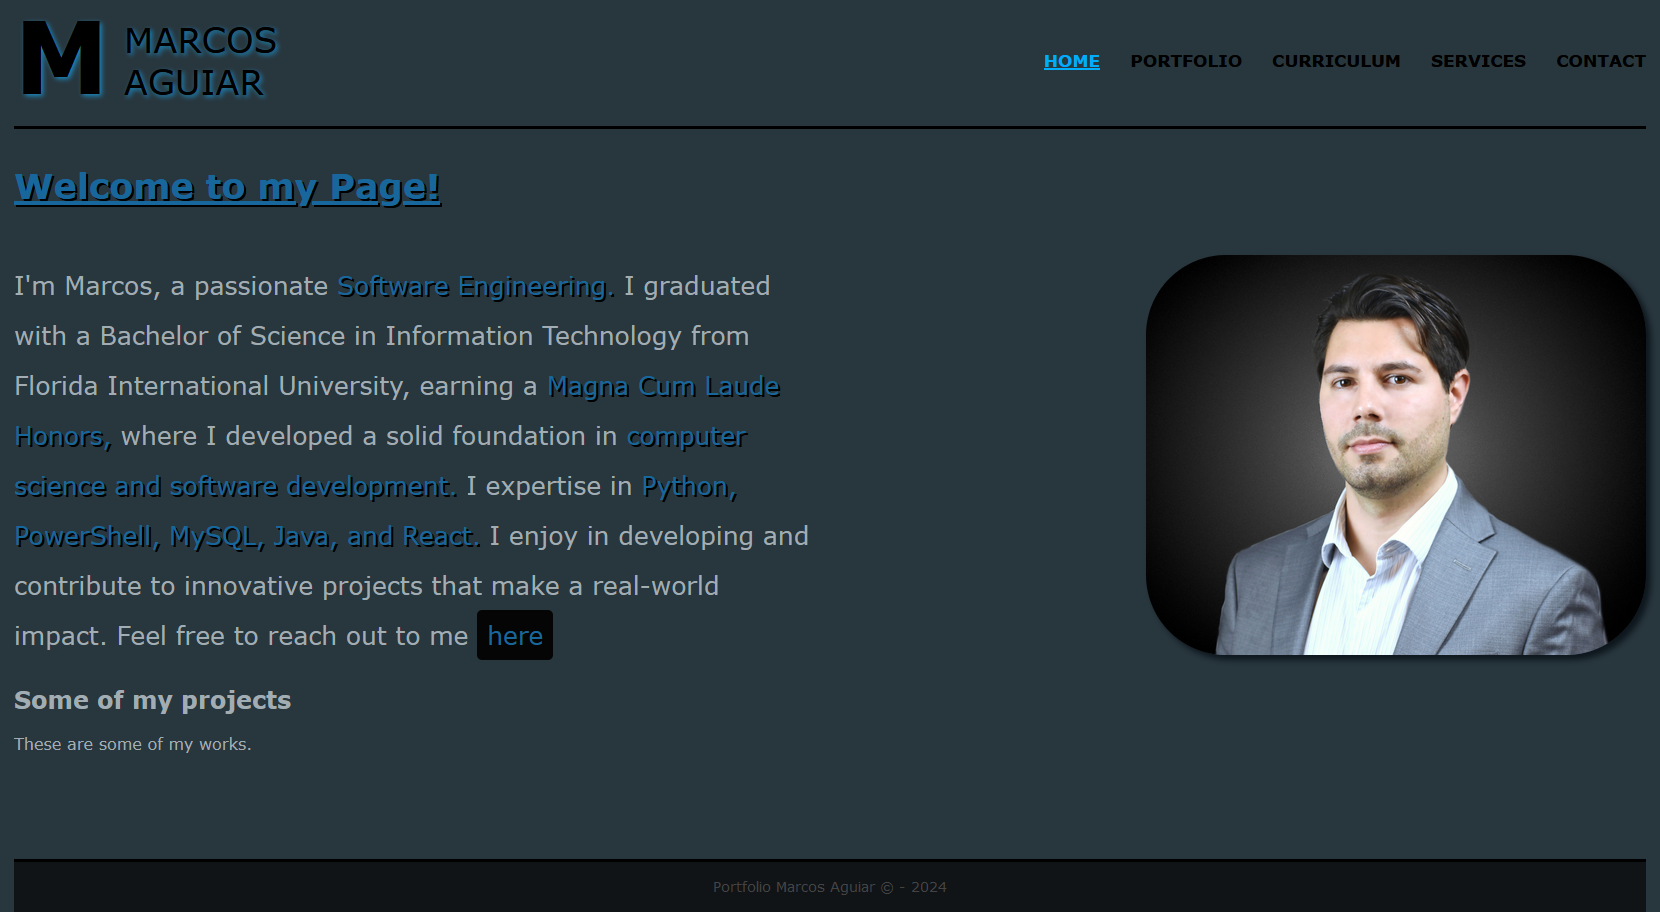 M
MARCOS
AGUIAR
HOME PORTFOLIO CURRICULUM SERVICES CONTACT
Welcome to my Page!
I'm Marcos, a passionate Software Engineering. I graduated
with a Bachelor of Science in Information Technology from
Florida International University, earning a Magna Cum Laude
Honors, where I developed a solid foundation in computer
science and software development. I expertise in Python,
PowerShell, MySQL, Java, and React. I enjoy in developing and
contribute to innovative projects that make a real-world
impact. Feel free to reach out to me here
Some of my projects
These are some of my works.
Portfolio Marcos Aguiar © - 2024